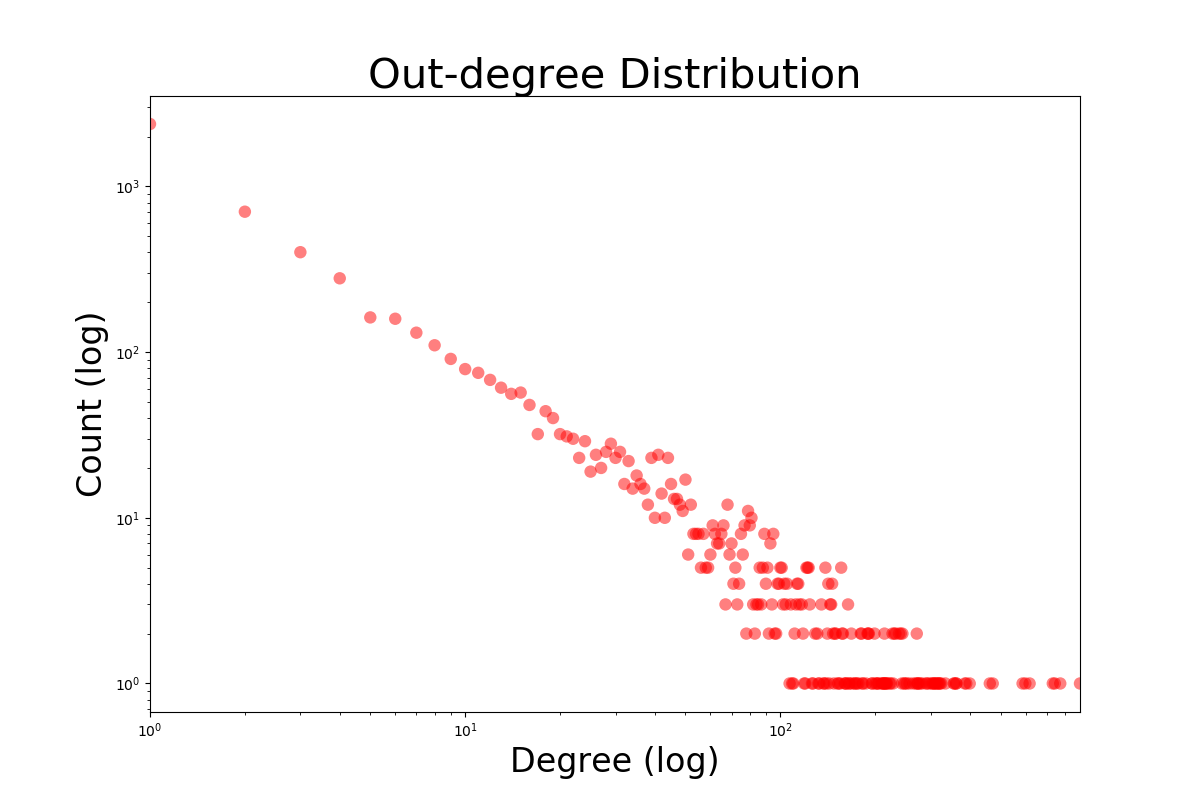 Out-degree Distribution
Count (log)
10³
10²
10¹
10⁰
10⁰ 10¹ 10²
Degree (log)